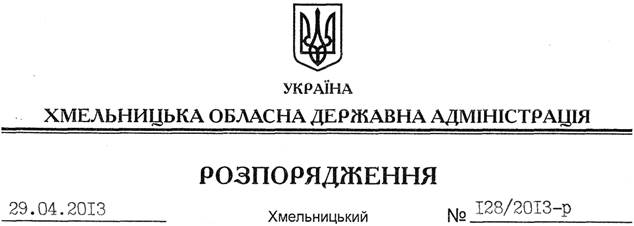 УКРАЇНА
ХМЕЛЬНИЦЬКА ОБЛАСНА ДЕРЖАВНА АДМІНІСТРАЦІЯ
РОЗПОРЯДЖЕННЯ
29.04.2013 Хмельницький № 128/2013-р